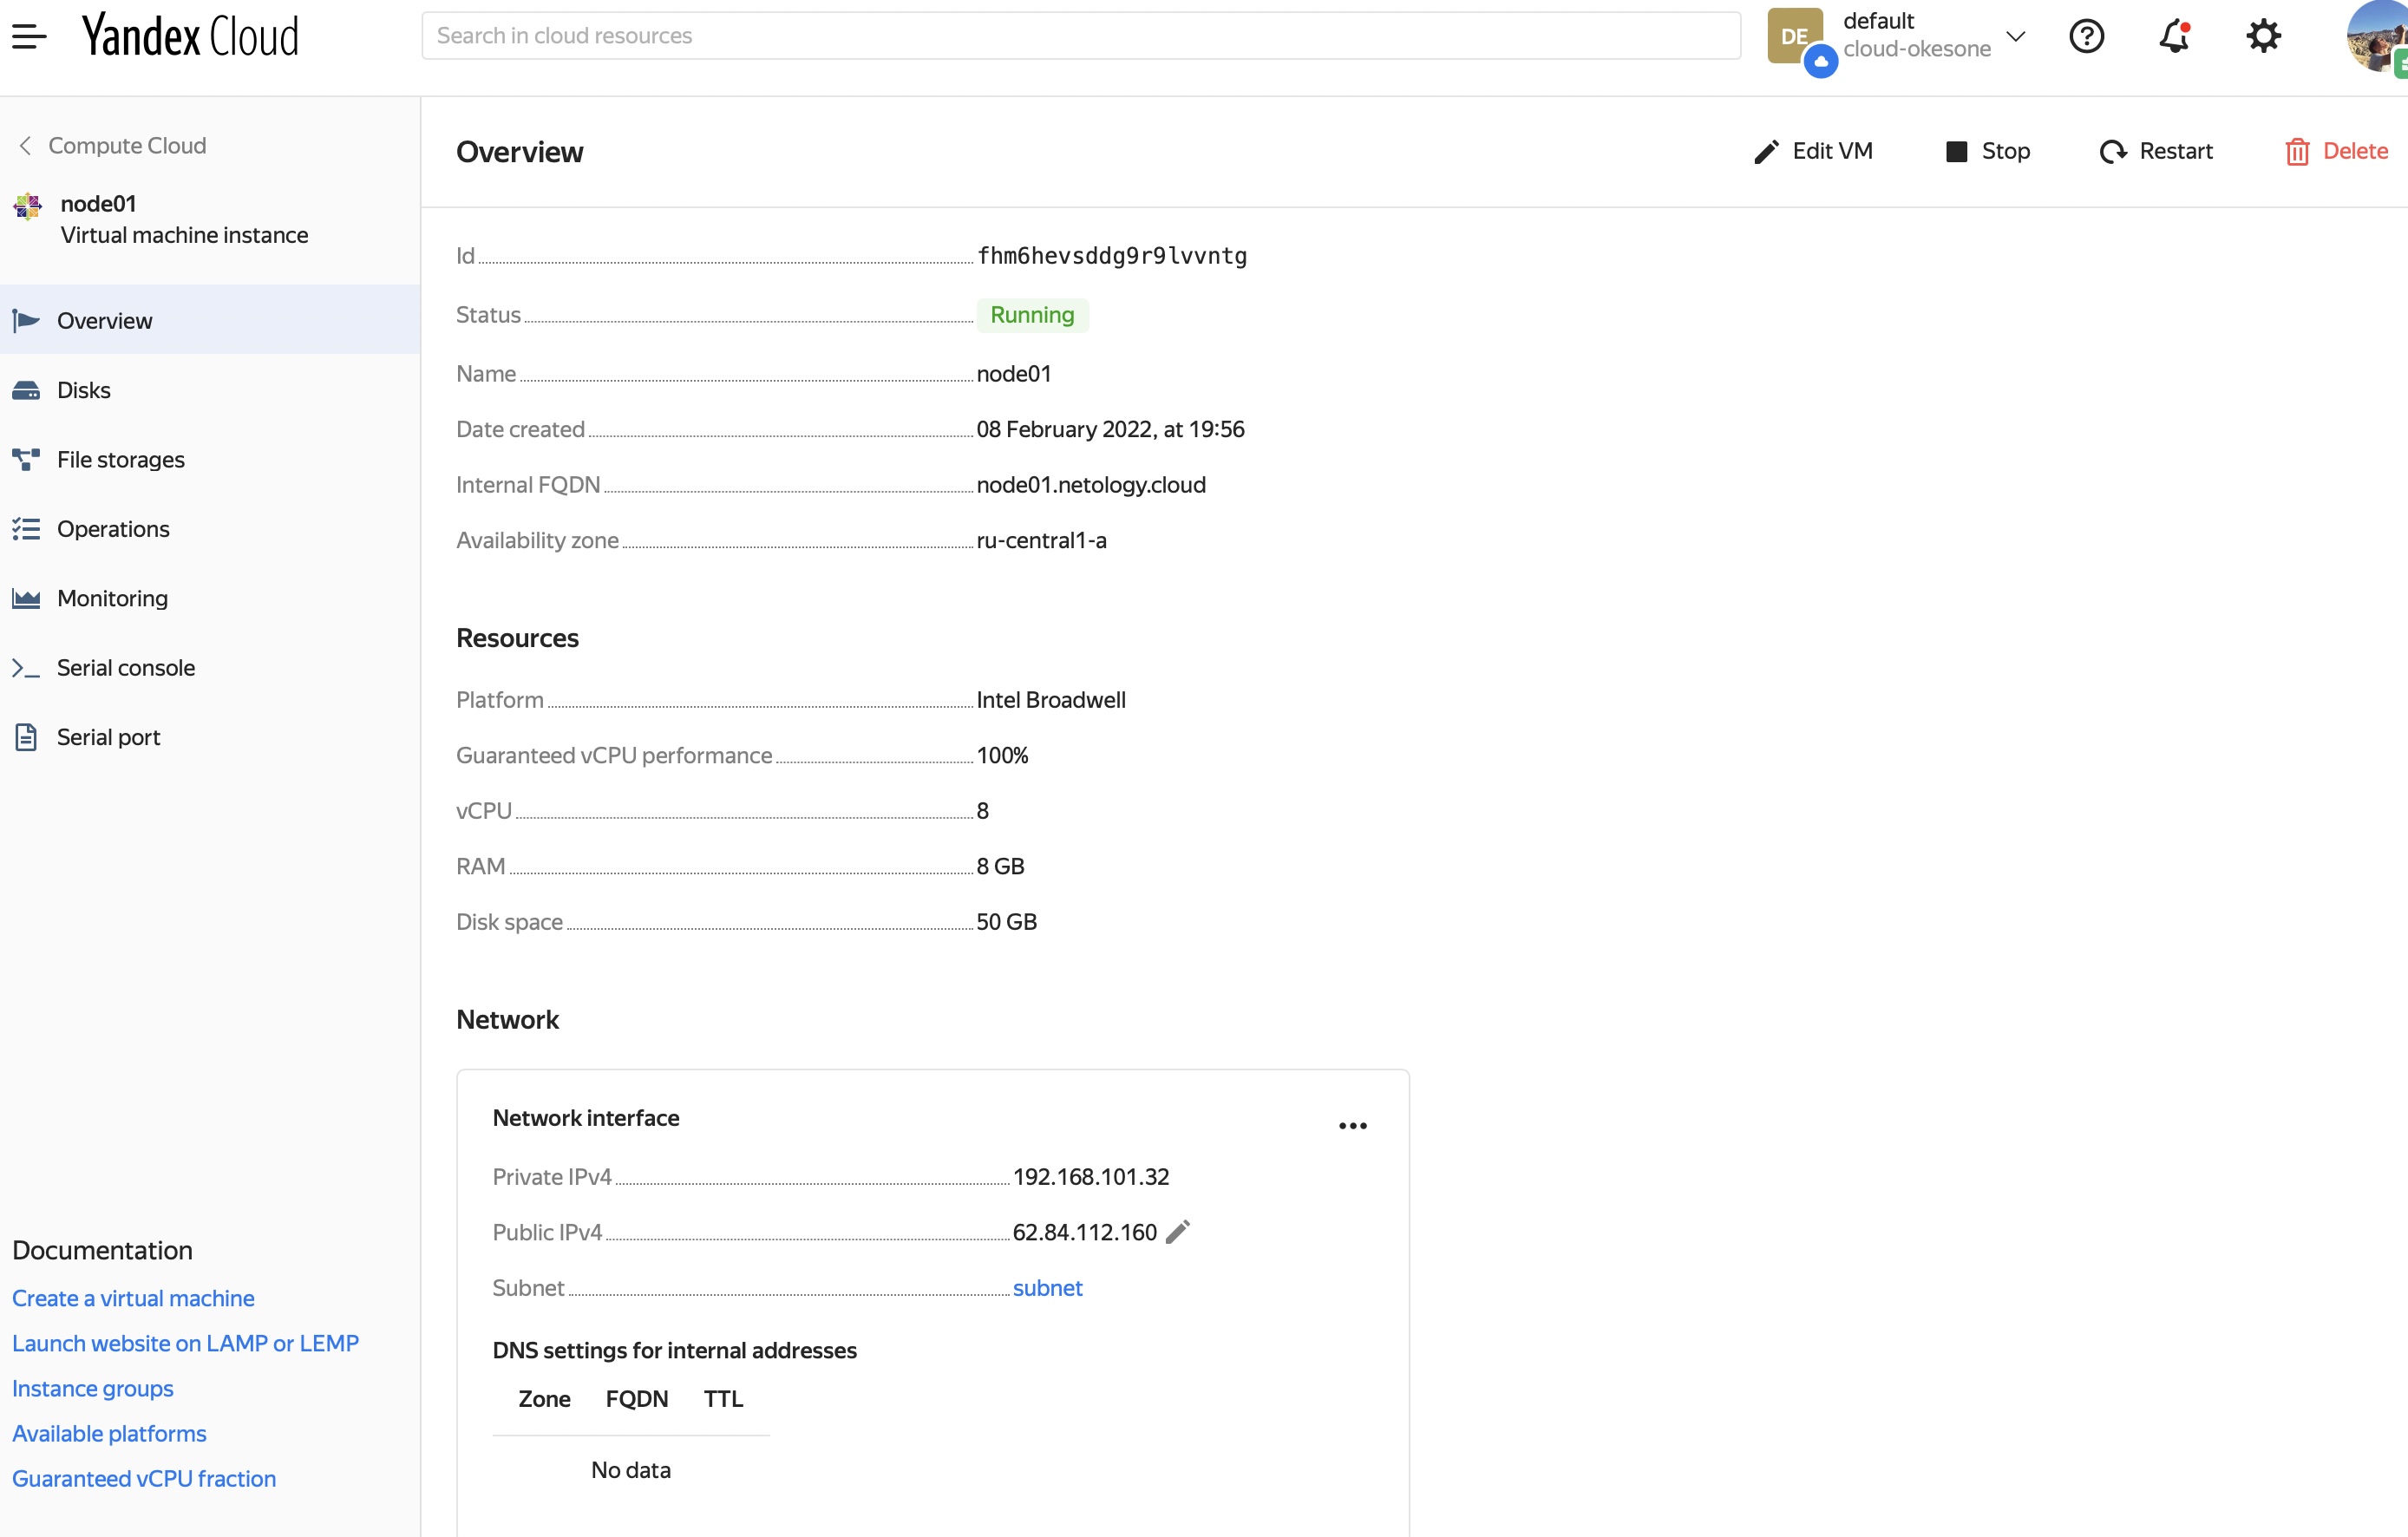 Yandex Cloud
Search in cloud resources
DE
default
cloud-okesone
Compute Cloud
node01
Virtual machine instance
Overview
Disks
File storages
Operations
Monitoring
Serial console
Serial port
Documentation
Create a virtual machine
Launch website on LAMP or LEMP
Instance groups
Available platforms
Guaranteed vCPU fraction
Overview
Edit VM
Stop
Restart
Delete
Id fhm6hevsddg9r9lvvntg
Status Running
Name node01
Date created 08 February 2022, at 19:56
Internal FQDN node01.netology.cloud
Availability zone ru-central1-a
Resources
Platform Intel Broadwell
Guaranteed vCPU performance 100%
vCPU 8
RAM 8 GB
Disk space 50 GB
Network
Network interface
Private IPv4 192.168.101.32
Public IPv4 62.84.112.160
Subnet subnet
DNS settings for internal addresses
Zone FQDN TTL
No data